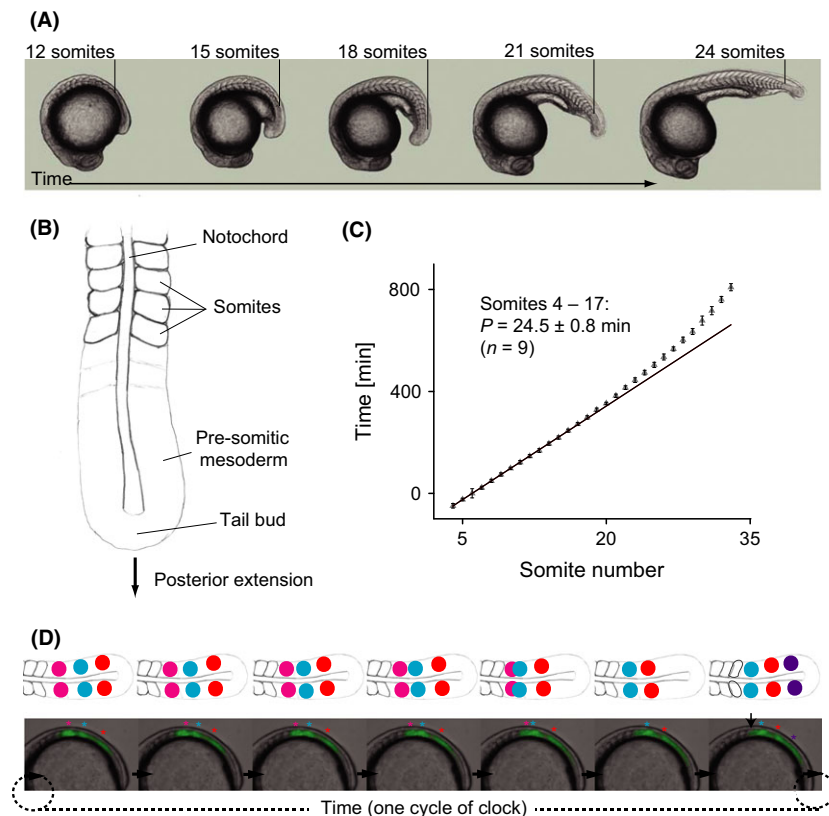 (A)
12 somites
15 somites
18 somites
21 somites
24 somites
Time
(B)
Notochord
Somites
Pre-somitic
mesoderm
Tail bud
Posterior extension
(C)
800
400
0
Time [min]
Somites 4 – 17:
P = 24.5 ± 0.8 min
(n = 9)
5
20
35
Somite number
(D)
Time (one cycle of clock)